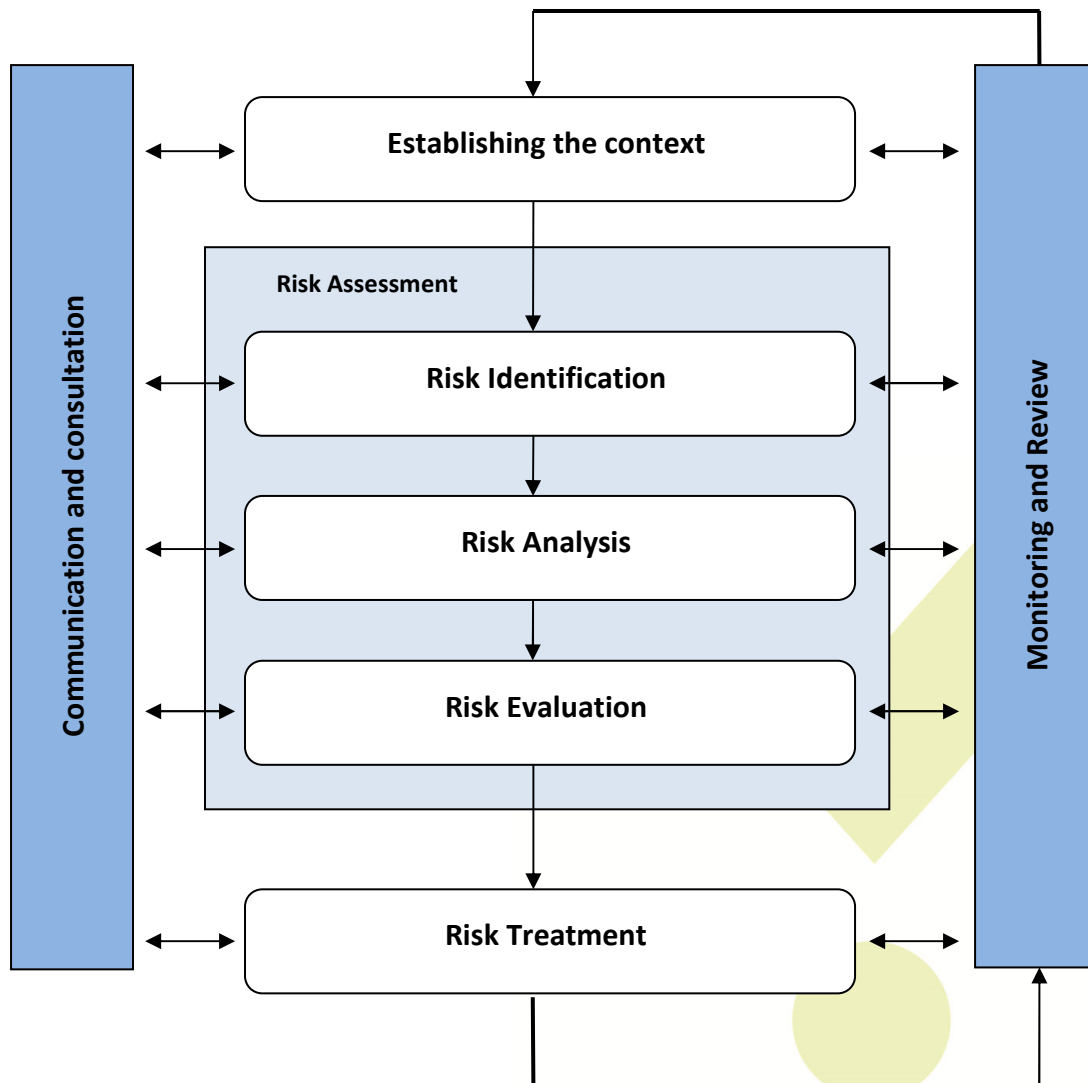 Establishing the context
Risk Assessment
Risk Identification
Risk Analysis
Risk Evaluation
Risk Treatment
Communication and consultation
Monitoring and Review